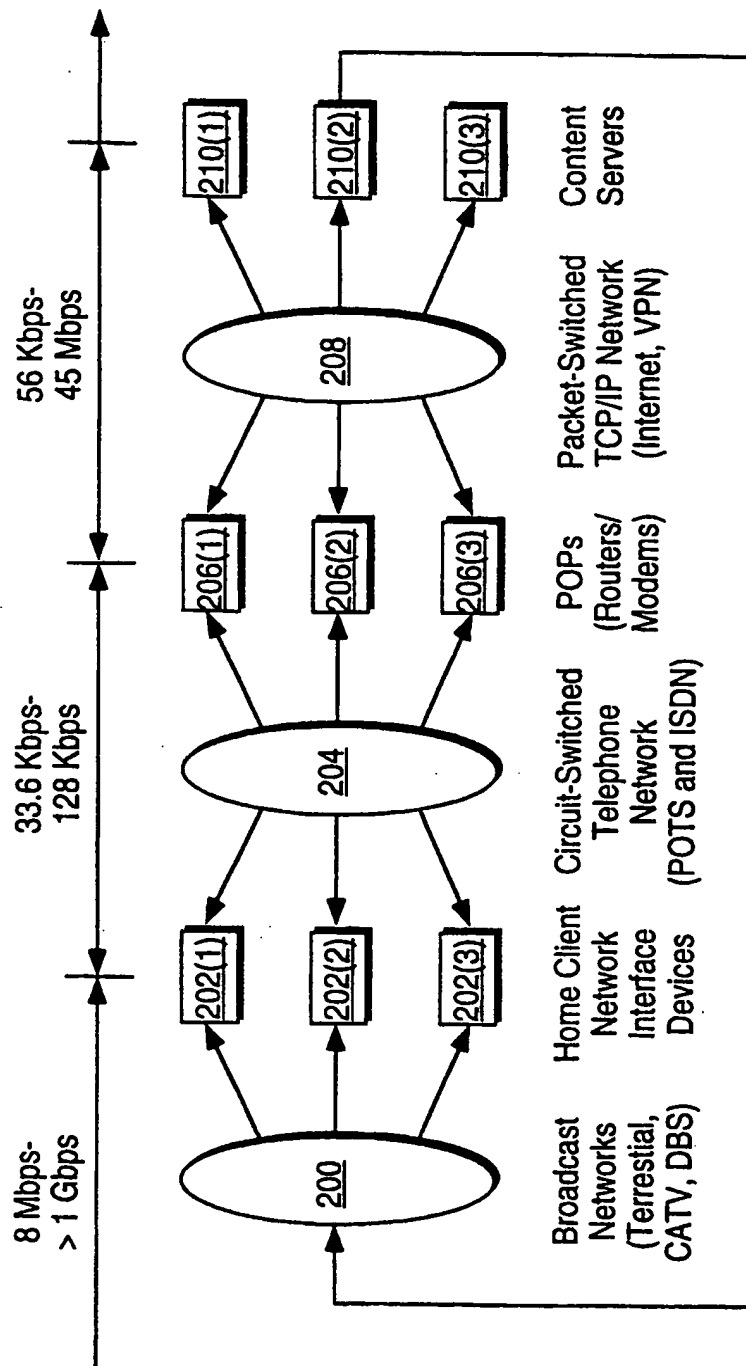 8 Mbps-
> 1 Gbps
33.6 Kbps-
128 Kbps
56 Kbps-
45 Mbps
200
202(1)
202(2)
202(3)
204
206(1)
206(2)
206(3)
208
210(1)
210(2)
210(3)
Broadcast
Networks
(Terrestial,
CATV, DBS)
Home Client
Network
Interface
Devices
Circuit-Switched
Telephone
Network
(POTS and ISDN)
POPs
(Routers/
Modems)
Packet-Switched
TCP/IP Network
(Internet, VPN)
Content
Servers